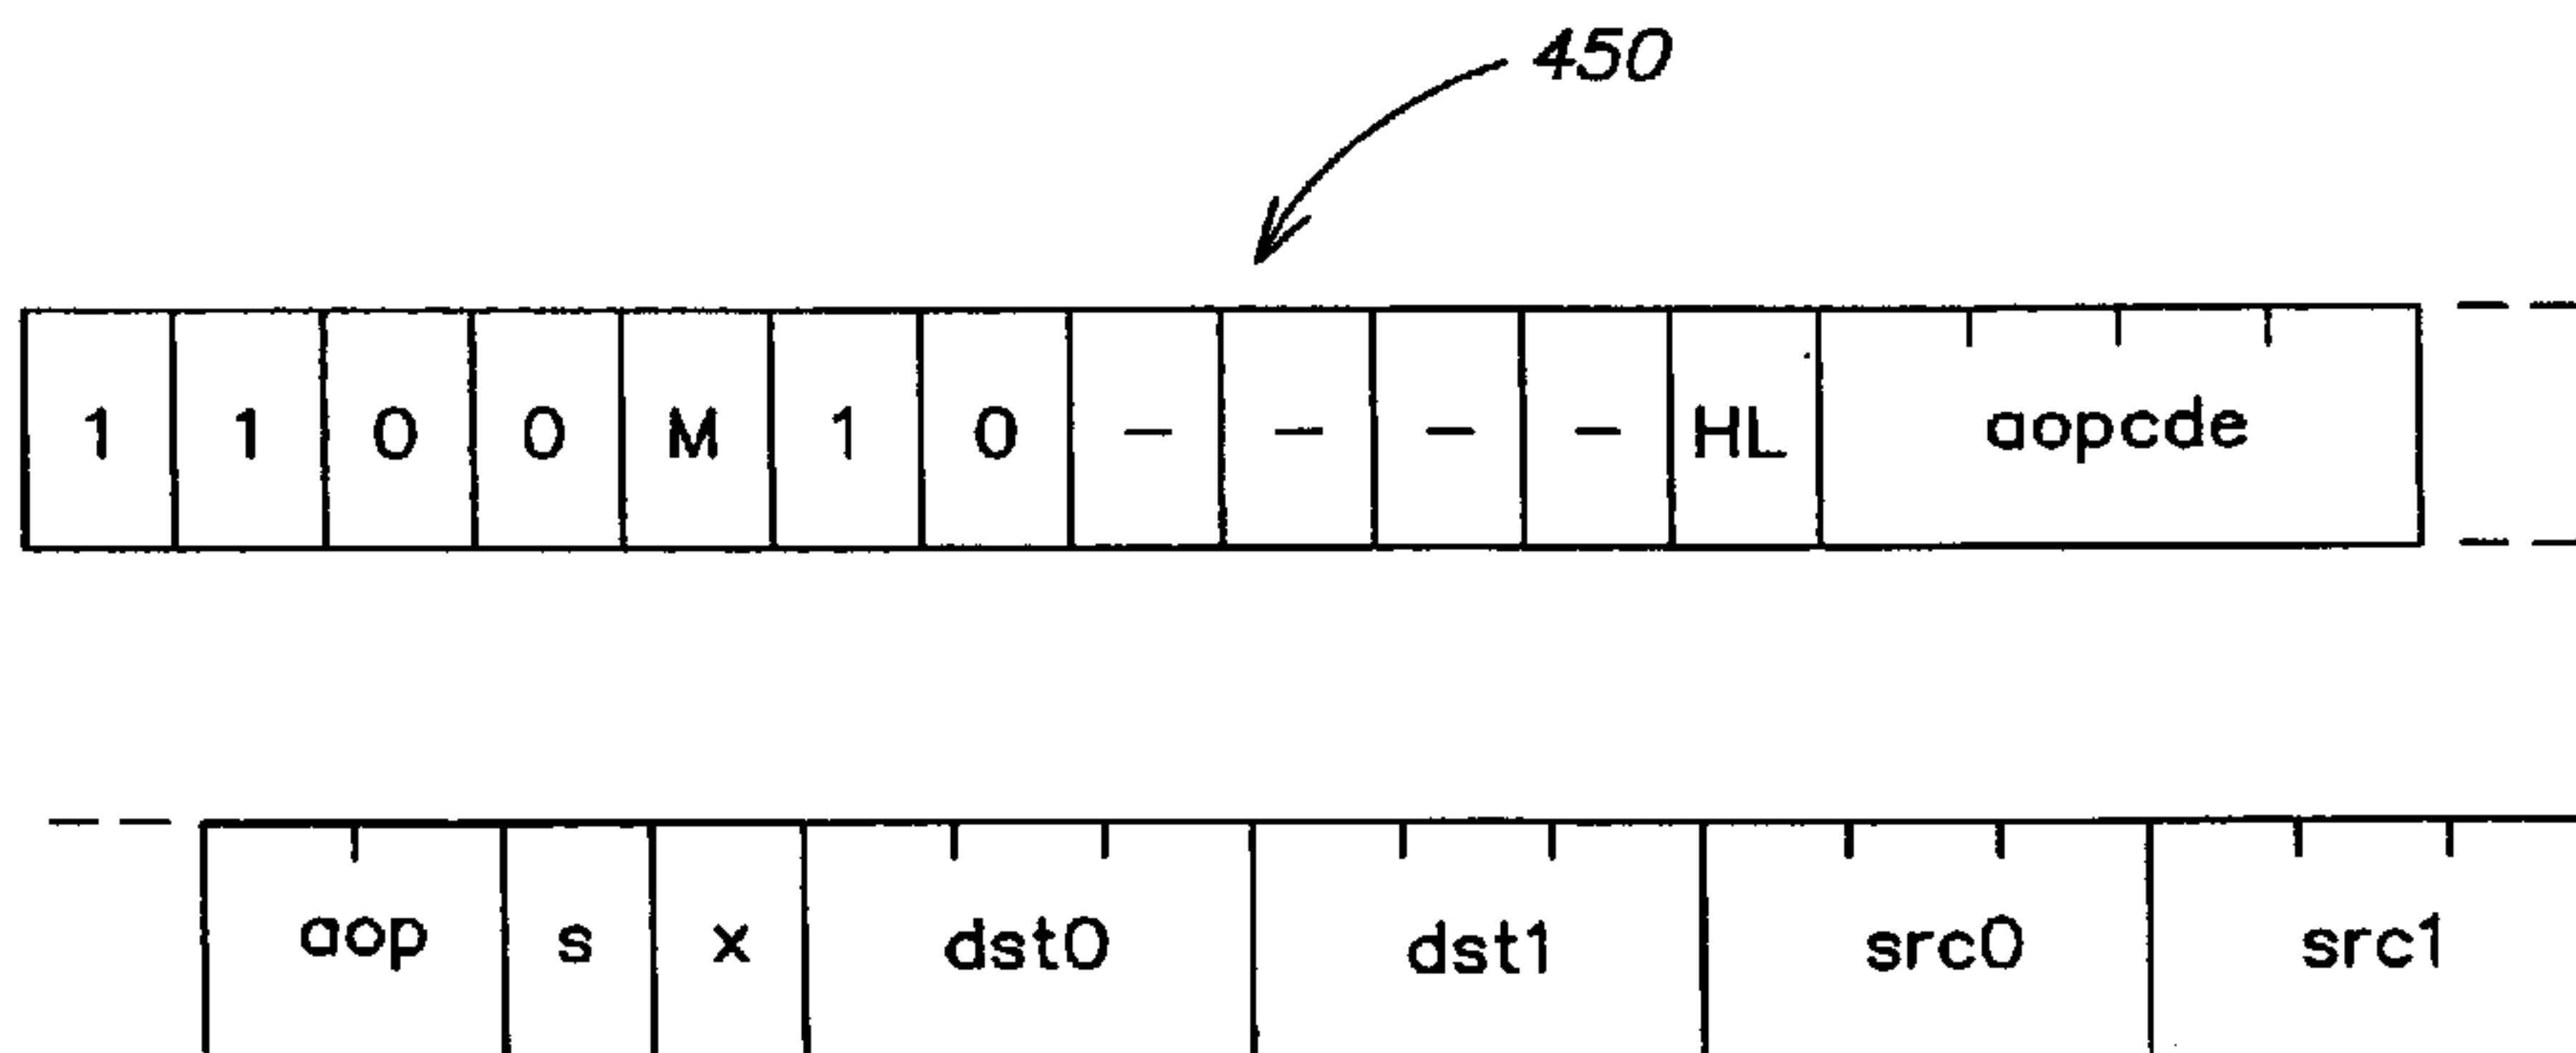 450
1 1 0 0 M 1 0 - - - - HL aopcde
aop s x dst0 dst1 src0 src1